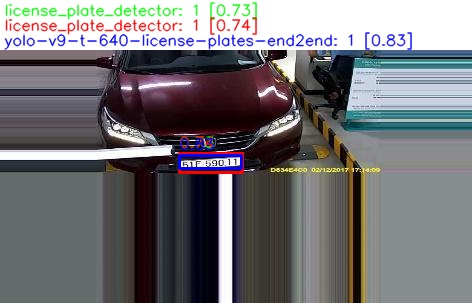 license_plate_detector: 1 [0.73]
license_plate_detector: 1 [0.74]
yolo-v9-t-640-license-plates-end2end: 1 [0.83]
51F-590.11
D634E4C0 02/12/2017 17:14:09